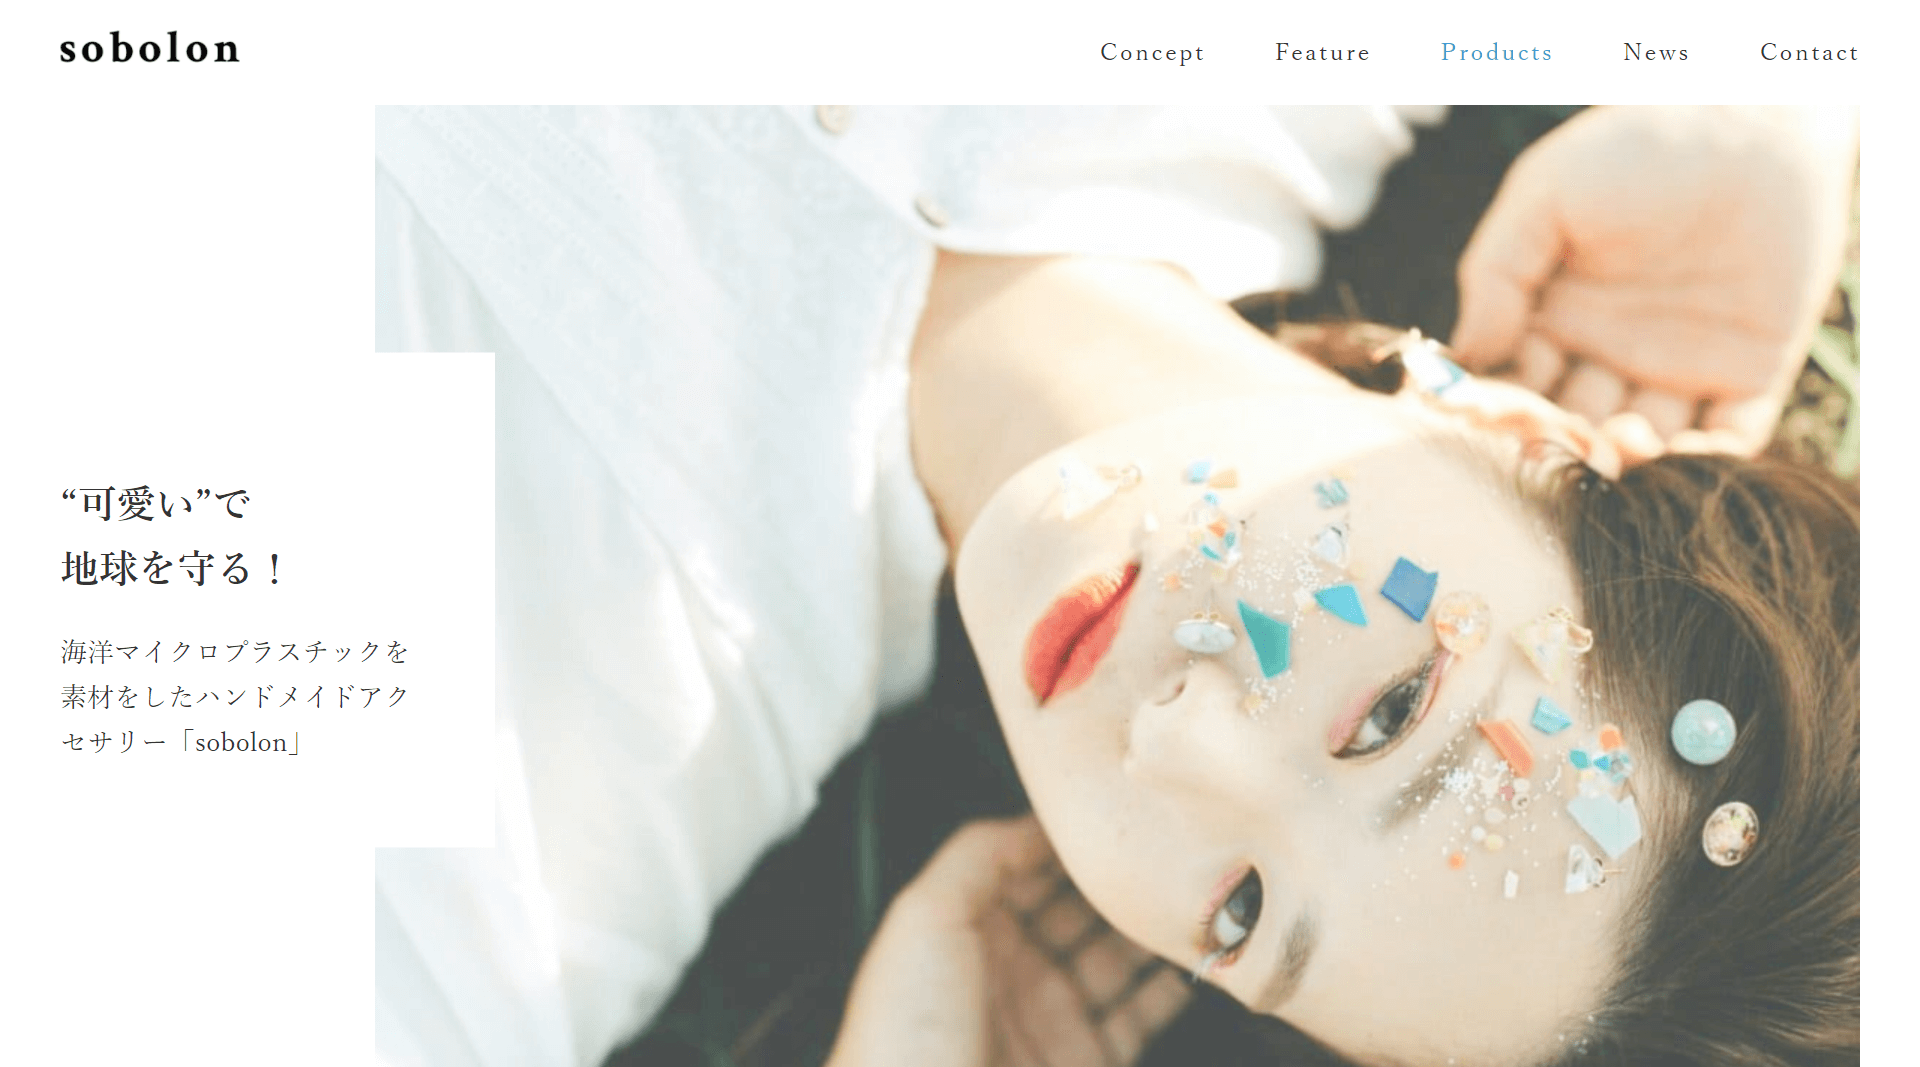 sobolon
Concept
Feature
Products
News
Contact
“可愛い”で
地球を守る！
海洋マイクロプラスチックを
素材をしたハンドメイドアク
セサリー「sobolon」